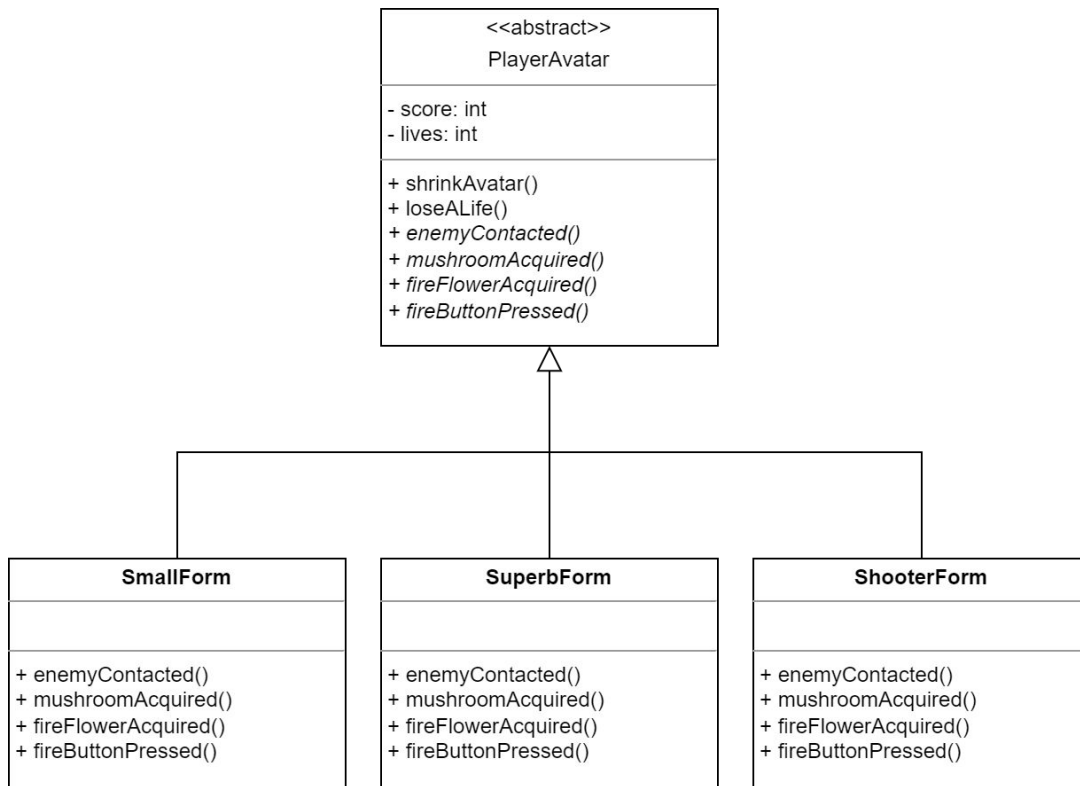 <<abstract>>
PlayerAvatar
- score: int
- lives: int
+ shrinkAvatar()
+ loseALife()
+ enemyContacted()
+ mushroomAcquired()
+ fireFlowerAcquired()
+ fireButtonPressed()
SmallForm
+ enemyContacted()
+ mushroomAcquired()
+ fireFlowerAcquired()
+ fireButtonPressed()
SuperbForm
+ enemyContacted()
+ mushroomAcquired()
+ fireFlowerAcquired()
+ fireButtonPressed()
ShooterForm
+ enemyContacted()
+ mushroomAcquired()
+ fireFlowerAcquired()
+ fireButtonPressed()